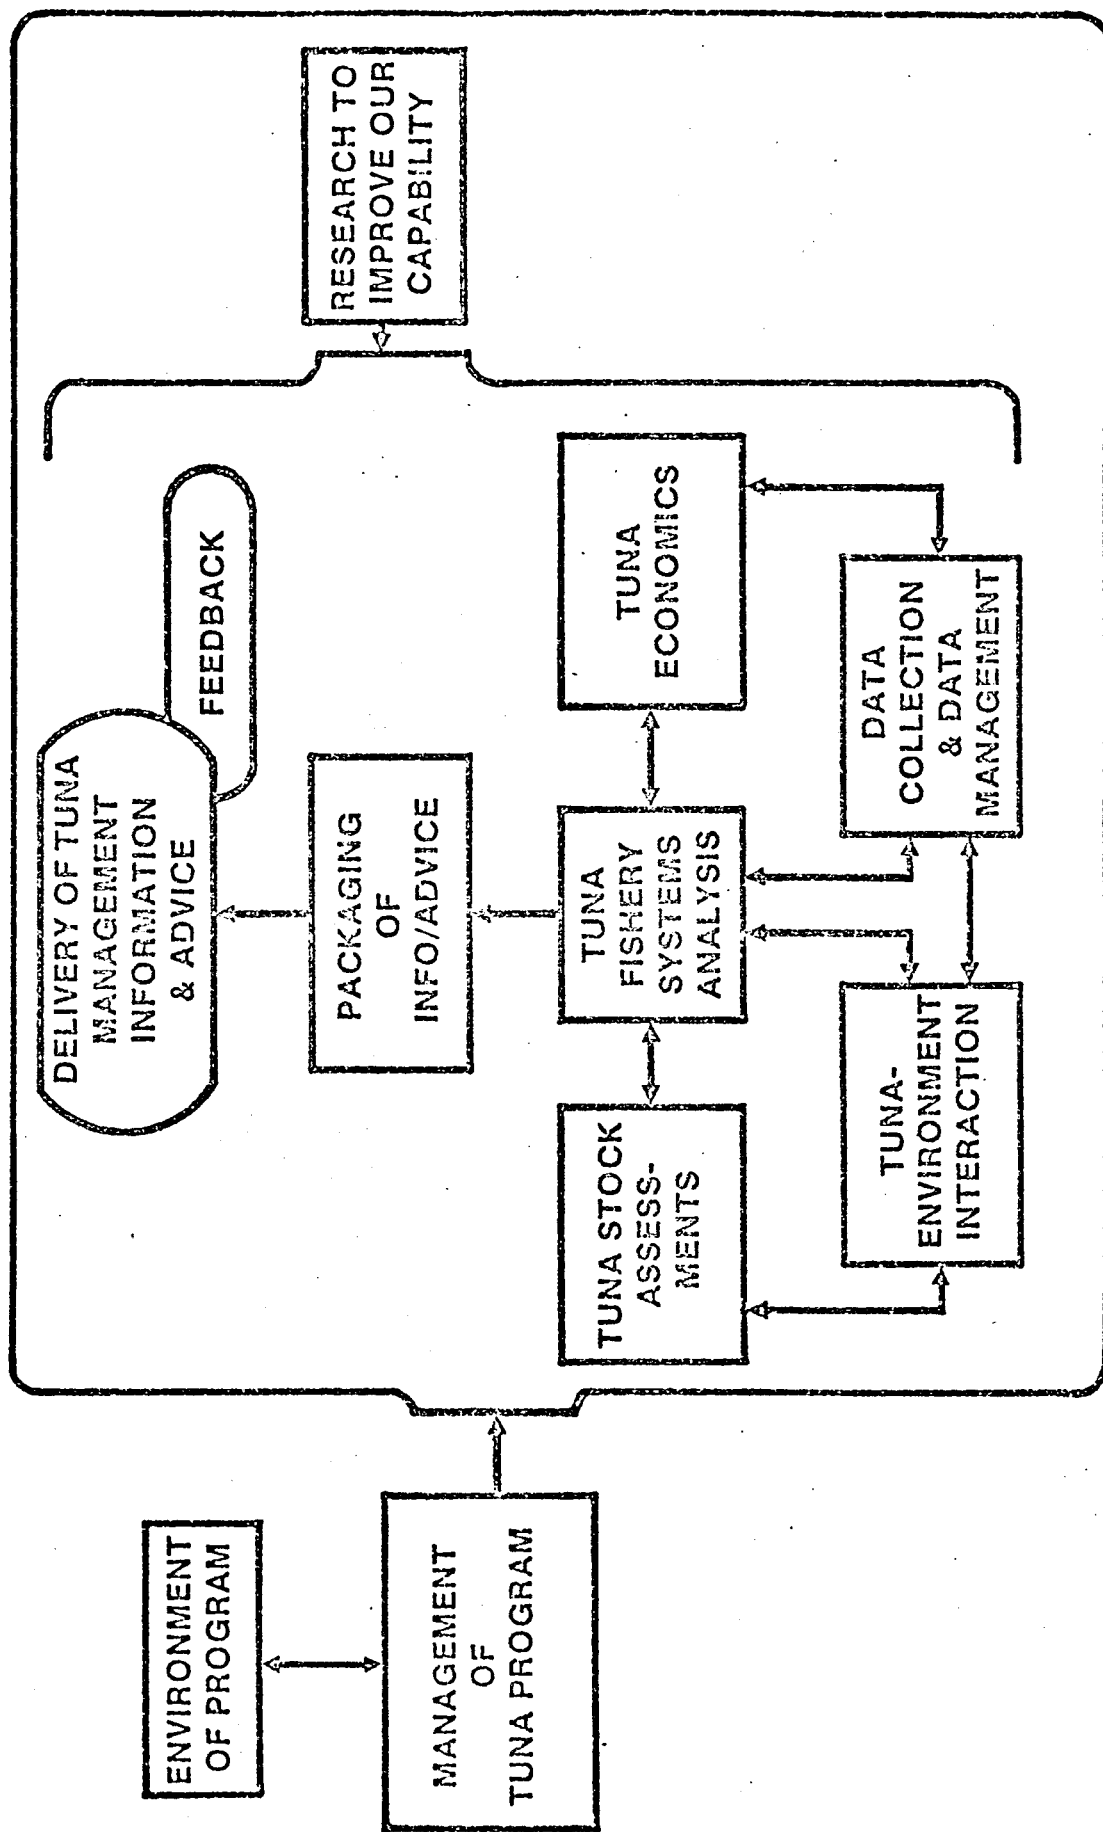 ENVIRONMENT
OF PROGRAM
MANAGEMENT
OF
TUNA PROGRAM
DELIVERY OF TUNA
MANAGEMENT
INFORMATION
& ADVICE
FEEDBACK
PACKAGING
OF
INFO/ADVICE
RESEARCH TO
IMPROVE OUR
CAPABILITY
TUNA STOCK
ASSESS-
MENTS
TUNA
FISHERY
SYSTEMS
ANALYSIS
TUNA
ECONOMICS
TUNA-
ENVIRONMENT
INTERACTION
DATA
COLLECTION
& DATA
MANAGEMENT